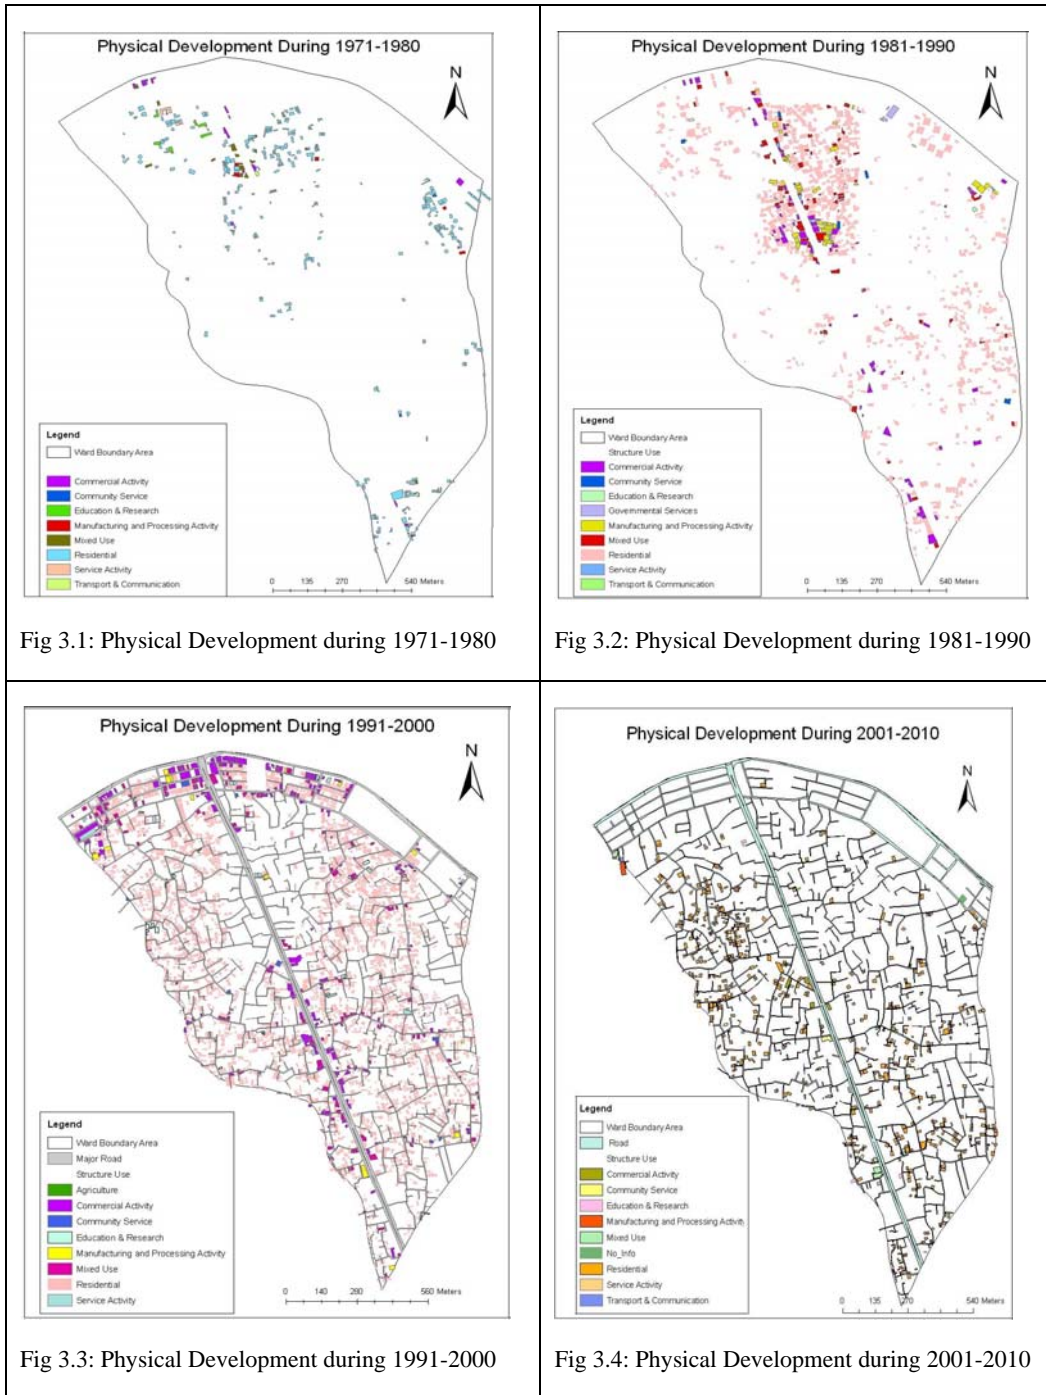 Physical Development During 1971-1980
N
Legend
Ward Boundary Area
Commercial Activity
Community Service
Education & Research
Manufacturing and Processing Activity
Mixed Use
Residential
Service Activity
Transport & Communication
0 135 270 540 Meters
Fig 3.1: Physical Development during 1971-1980
Physical Development During 1981-1990
N
Legend
Ward Boundary Area
Structure Use
Commercial Activity
Community Service
Education & Research
Governmental Services
Manufacturing and Processing Activity
Mixed Use
Residential
Service Activity
Transport & Communication
0 135 270 540 Meters
Fig 3.2: Physical Development during 1981-1990
Physical Development During 1991-2000
N
Legend
Ward Boundary Area
Major Road
Structure Use
Agriculture
Commercial Activity
Community Service
Education & Research
Manufacturing and Processing Activity
Mixed Use
Residential
Service Activity
0 140 280 560 Meters
Fig 3.3: Physical Development during 1991-2000
Physical Development During 2001-2010
N
Legend
Ward Boundary Area
Road
Structure Use
Commercial Activity
Community Service
Education & Research
Manufacturing and Processing Activity
Mixed Use
No_Info
Residential
Service Activity
Transport & Communication
0 135 270 540 Meters
Fig 3.4: Physical Development during 2001-2010